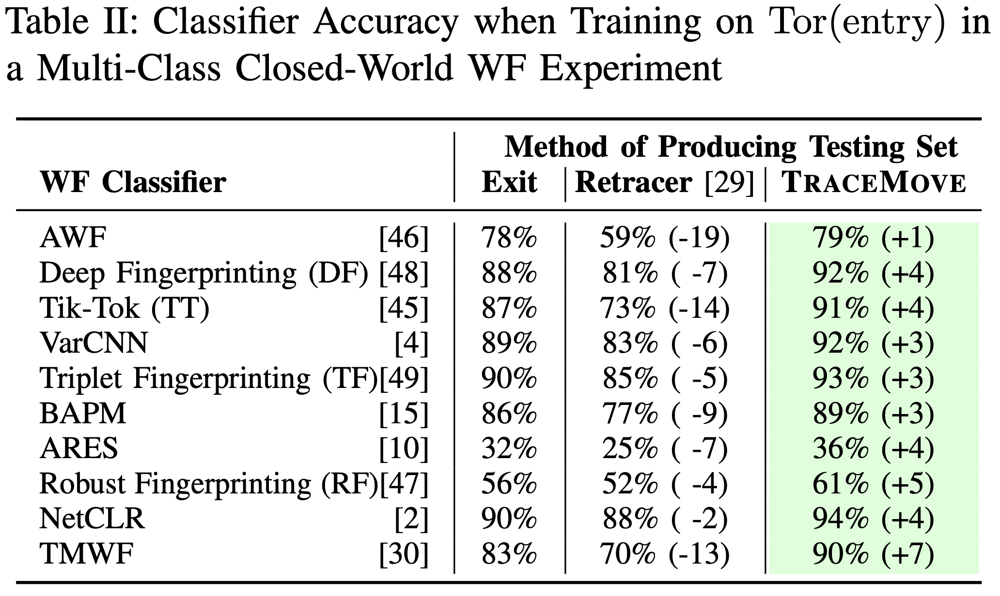 Table II: Classifier Accuracy when Training on Tor(entry) in
a Multi-Class Closed-World WF Experiment
Method of Producing Testing Set
WF Classifier Exit Retracer [29] TRACEMOVE
AWF [46] 78% 59% (-19) 79% (+1)
Deep Fingerprinting (DF) [48] 88% 81% ( -7) 92% (+4)
Tik-Tok (TT) [45] 87% 73% (-14) 91% (+4)
VarCNN [4] 89% 83% ( -6) 92% (+3)
Triplet Fingerprinting (TF)[49] 90% 85% ( -5) 93% (+3)
BAPM [15] 86% 77% ( -9) 89% (+3)
ARES [10] 32% 25% ( -7) 36% (+4)
Robust Fingerprinting (RF)[47] 56% 52% ( -4) 61% (+5)
NetCLR [2] 90% 88% ( -2) 94% (+4)
TMWF [30] 83% 70% (-13) 90% (+7)